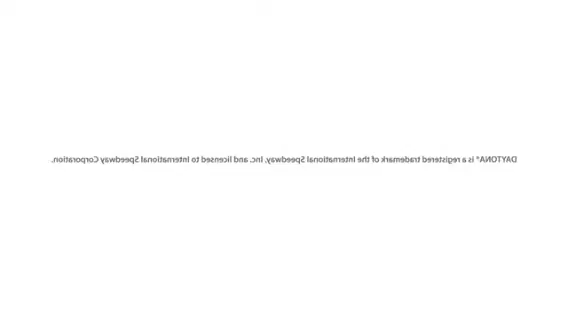 DAYTONA® is a registered trademark of the International Speedway, Inc. and licensed to International Speedway Corporation.